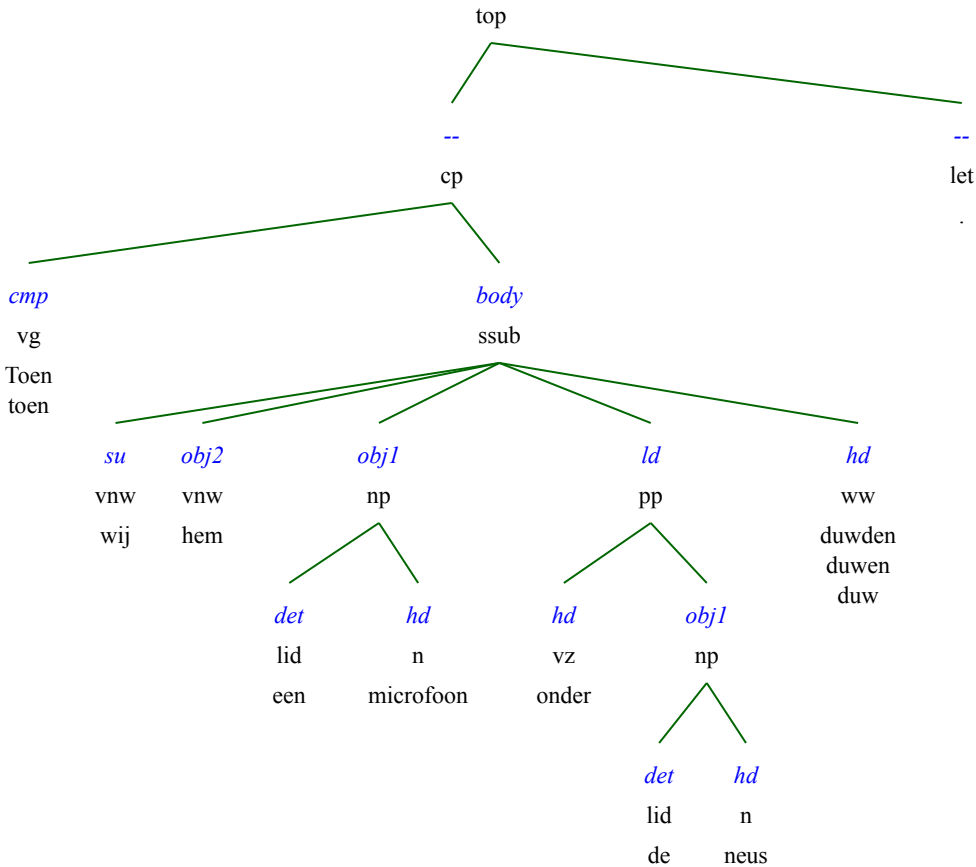 top
-- --
cp let
.
cmp body
vg ssub
Toen
toen
su obj2 obj1 ld hd
vnw vnw np pp ww
wij hem duwden
duwen
duw
det hd hd obj1
lid n vz np
een microfoon onder
det hd
lid n
de neus